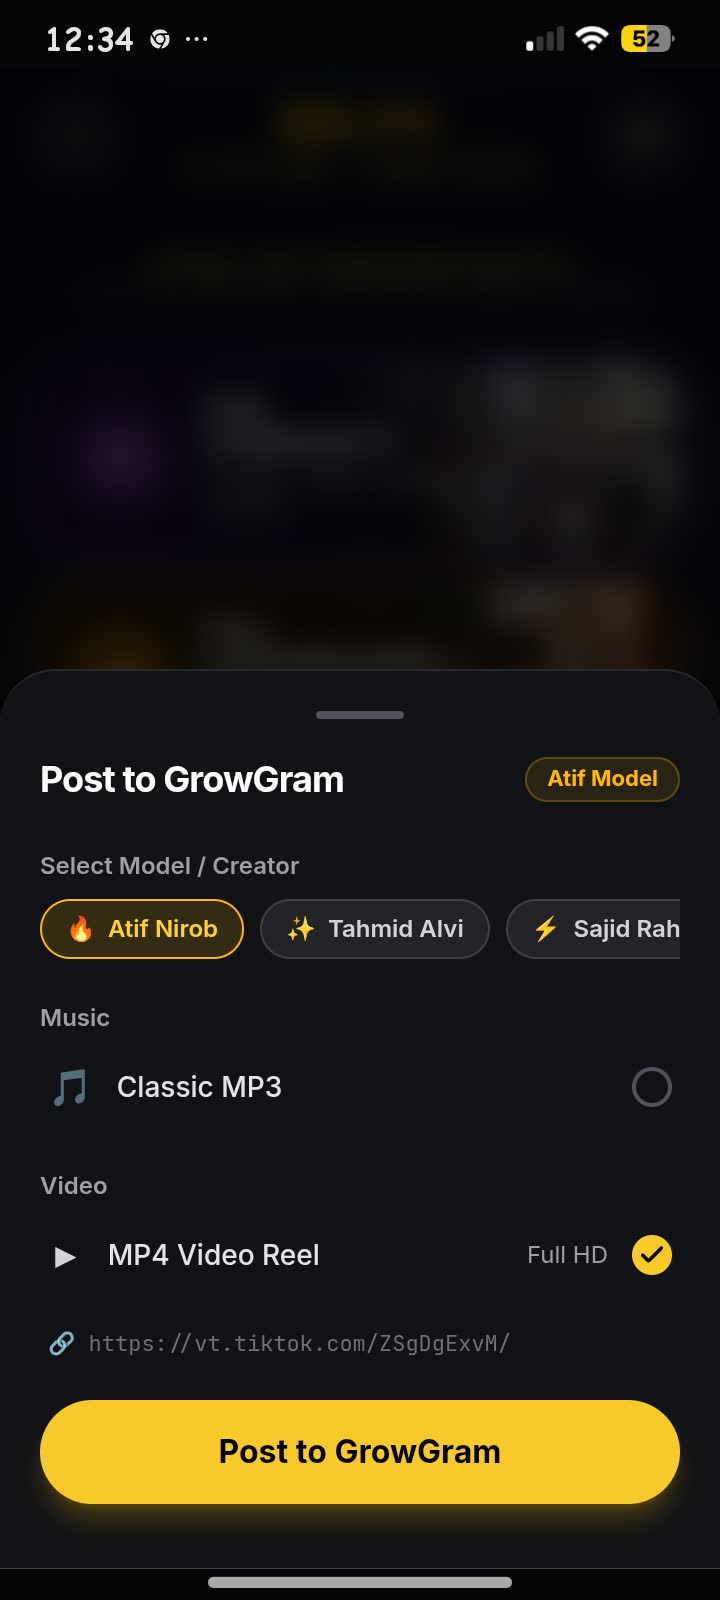 12:34
52
Post to GrowGram
Atif Model
Select Model / Creator
🔥 Atif Nirob
✨ Tahmid Alvi
⚡ Sajid Rah
Music
🎵 Classic MP3
Video
▶ MP4 Video Reel
Full HD
🔗 https://vt.tiktok.com/ZSgDgExvM/
Post to GrowGram